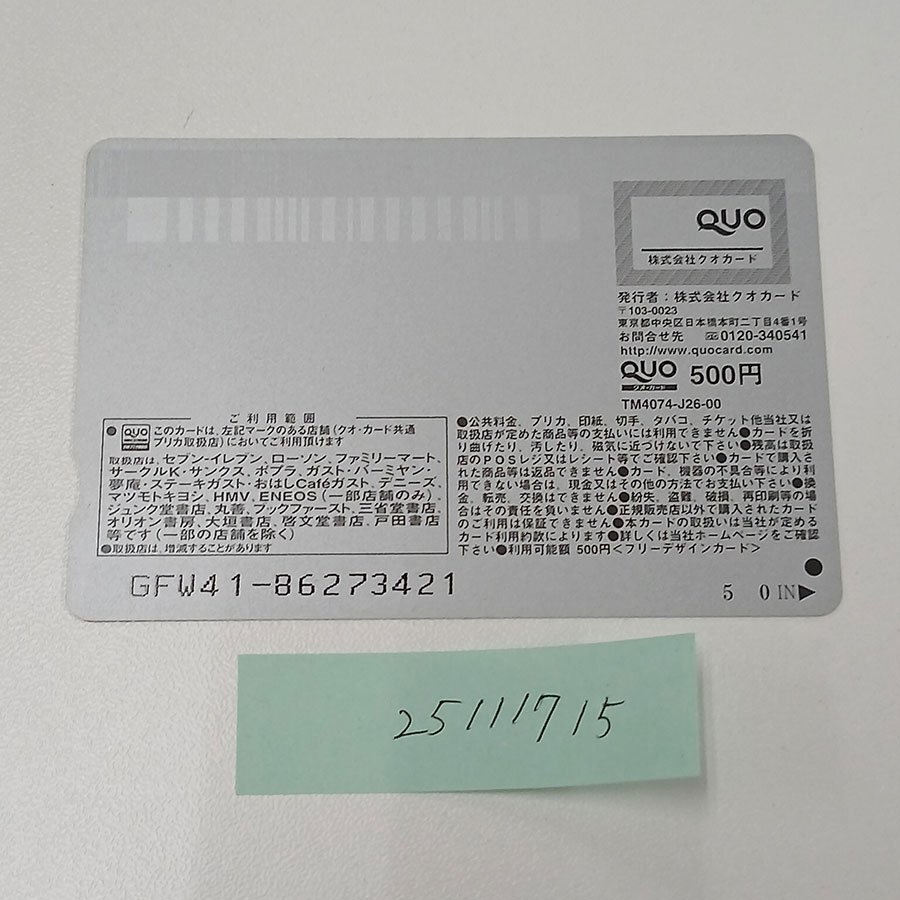 QUO
株式会社クオカード
発行者：株式会社クオカード
〒103-0023
東京都中央区日本橋本町二丁目4番1号
お問合せ先 0120-340541
http://www.quocard.com
QUO 500円
クオ・カード
TM4074-J26-00
ご利用範囲
●QUO このカードは、左記マークのある店舗（クオ・カード共通
プリカ取扱店）においてご利用頂けます
取扱店は、セブン-イレブン、ローソン、ファミリーマート、
サークルK・サンクス、ポプラ、ガスト・バーミヤン・
夢庵・ステーキガスト・おはしCaféガスト、デニーズ、
マツモトキヨシ、HMV、ENEOS（一部店舗のみ）、
ジュンク堂書店、丸善、ブックファースト、三省堂書店、
オリオン書房、大垣書店、啓文堂書店、戸田書店
等です（一部の店舗を除く）
●取扱店は、増減することがあります
●公共料金、プリカ、印紙、切手、タバコ、チケット他当社又は
取扱店が定めた商品等の支払いには利用できません●カードを折
り曲げたり、汚したり、磁気に近づけないで下さい●残高は取扱
店のPOSレジ又はレシート等でご確認下さい●カードで購入さ
れた商品等は返品できません●カード、機器の不具合等により利
用できない場合は、現金又はその他の方法でお支払い下さい●換
金、転売、交換はできません●紛失、盗難、破損、再印刷等の場
合はその責任を負いません●正規販売店以外で購入されたカード
のご利用は保証できません●本カードの取扱いは当社が定める
カード利用約款によります●詳しくは当社ホームページをご確認
下さい●利用可能額 500円＜フリーデザインカード＞
GFW41-86273421
5 0 IN▶
25111715